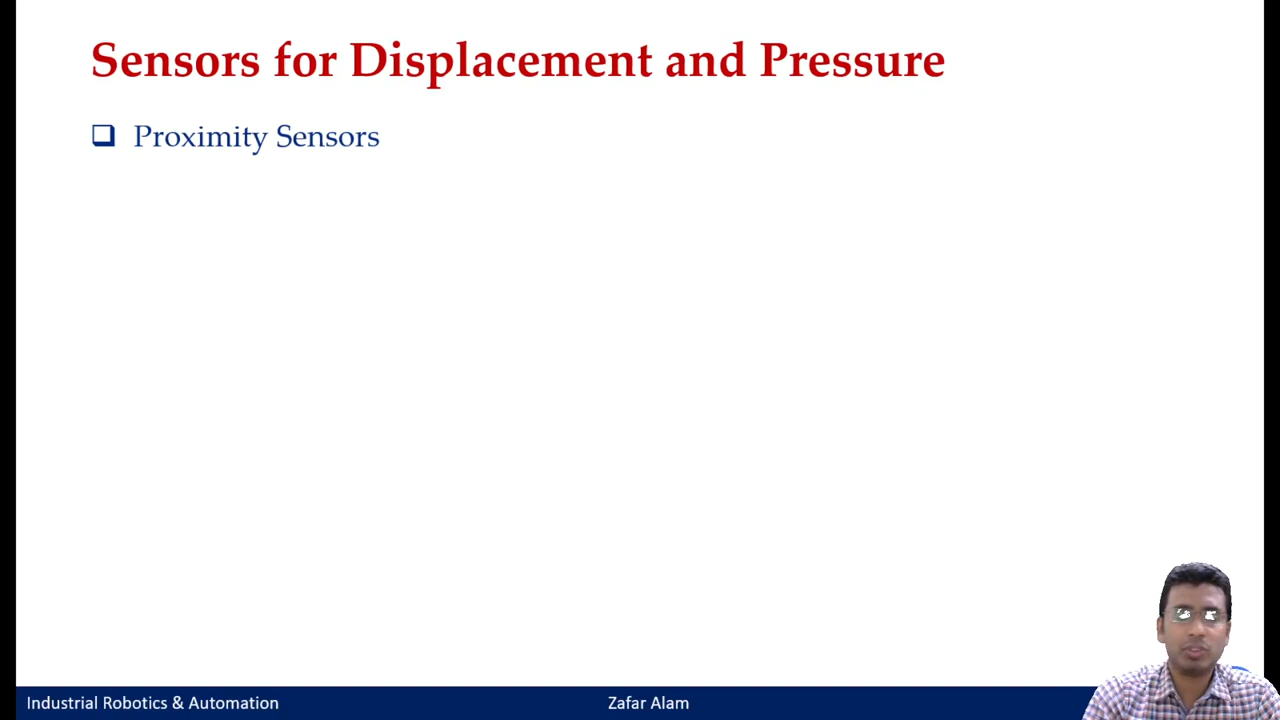 Sensors for Displacement and Pressure
❑ Proximity Sensors
Industrial Robotics & Automation
Zafar Alam